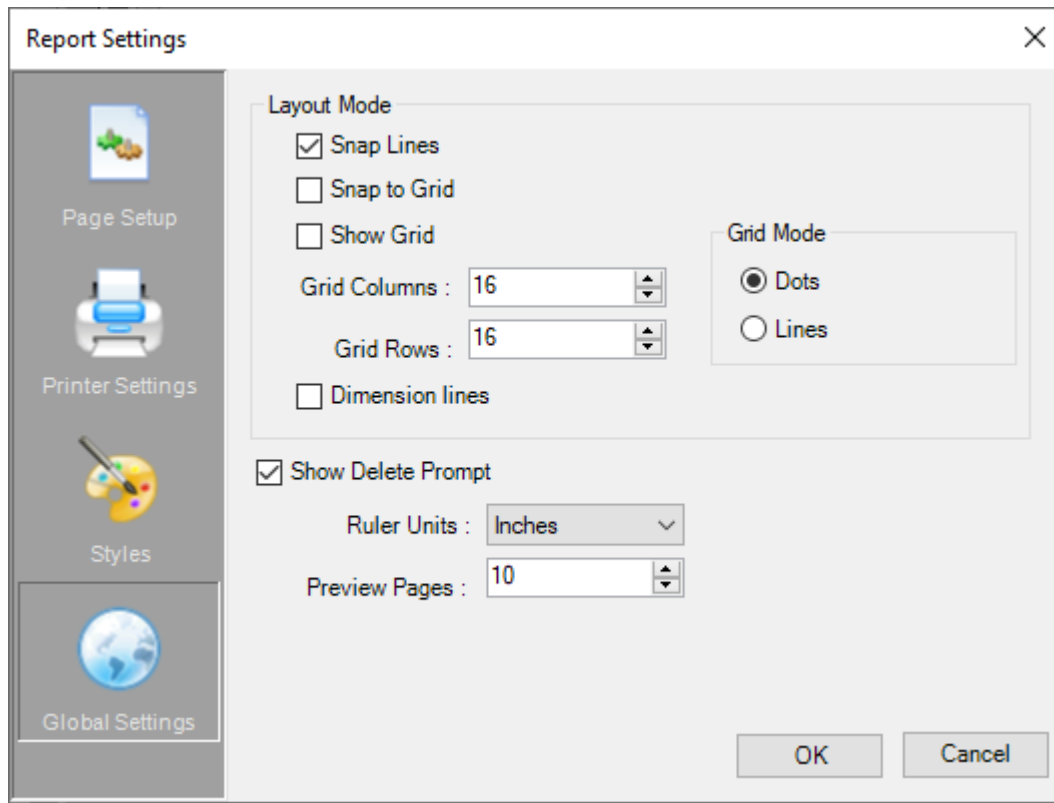 Report Settings
Page Setup
Printer Settings
Styles
Global Settings
Layout Mode
Snap Lines
Snap to Grid
Show Grid
Grid Columns : 16
Grid Rows : 16
Dimension lines
Grid Mode
Dots
Lines
Show Delete Prompt
Ruler Units : Inches
Preview Pages : 10
OK
Cancel